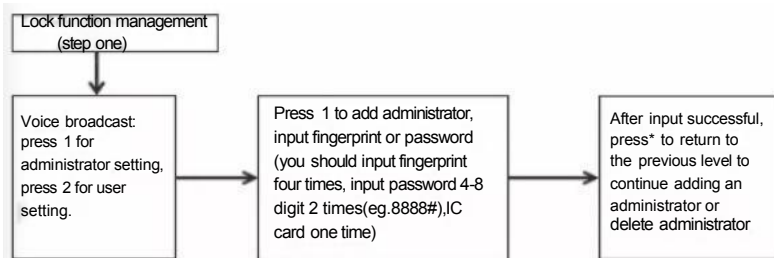 Lock function management
(step one)
Voice broadcast:
press 1 for
administrator setting,
press 2 for user
setting.
Press 1 to add administrator,
input fingerprint or password
(you should input fingerprint
four times, input password 4-8
digit 2 times(eg.8888#),IC
card one time)
After input successful,
press* to return to
the previous level to
continue adding an
administrator or
delete administrator